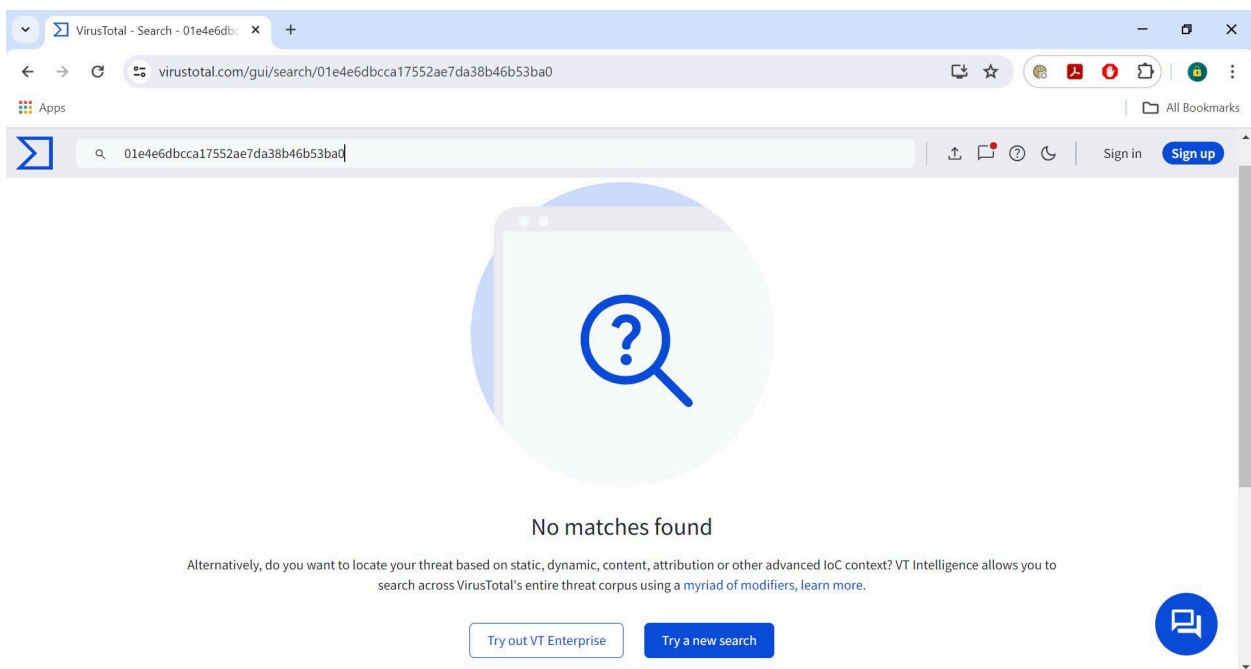 VirusTotal - Search - 01e4e6dbc
virustotal.com/gui/search/01e4e6dbcca17552ae7da38b46b53ba0
Apps
All Bookmarks
01e4e6dbcca17552ae7da38b46b53ba0
Sign in
Sign up
No matches found
Alternatively, do you want to locate your threat based on static, dynamic, content, attribution or other advanced IoC context? VT Intelligence allows you to
search across VirusTotal's entire threat corpus using a myriad of modifiers, learn more.
Try out VT Enterprise
Try a new search